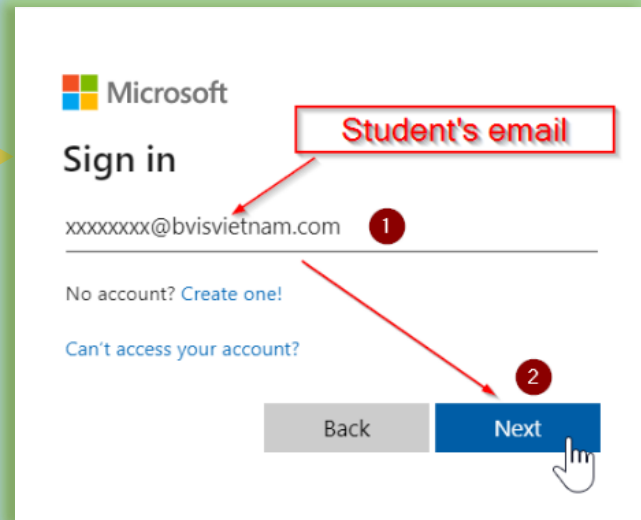 Microsoft
Student's email
Sign in
xxxxxxxx@bvisvietnam.com 1
No account? Create one!
Can't access your account?
2
Back Next